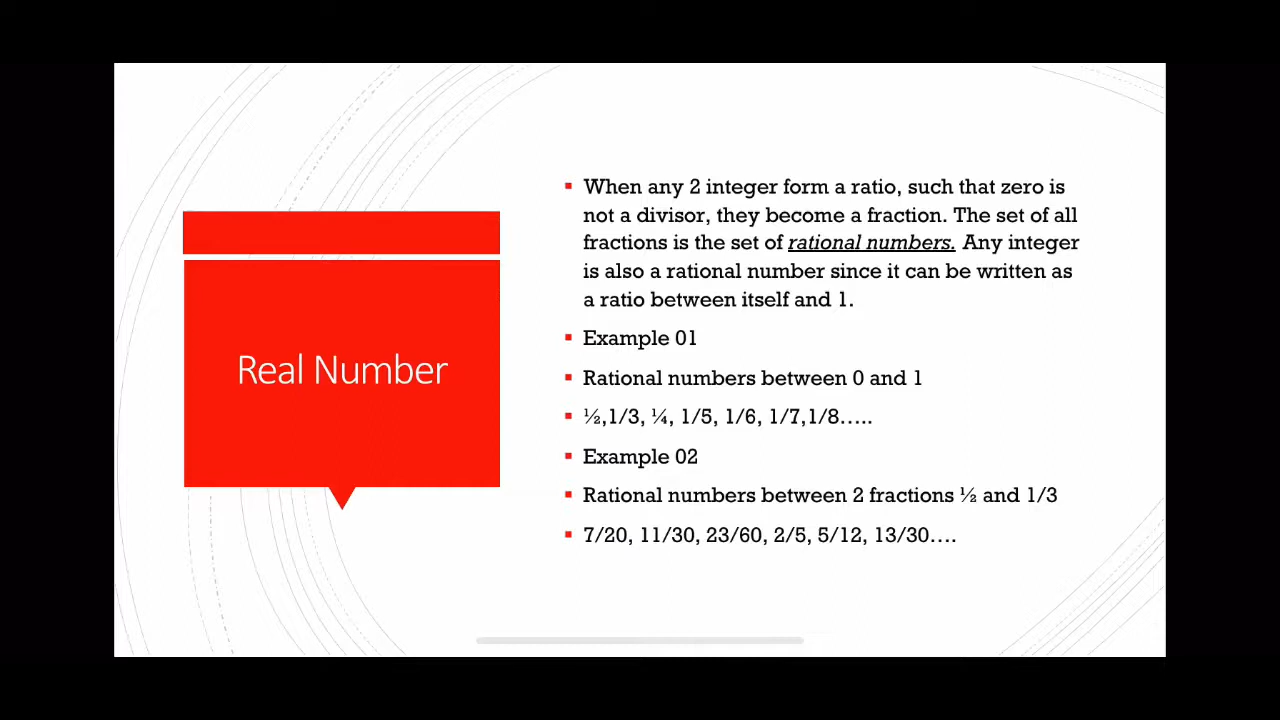 Real Number
When any 2 integer form a ratio, such that zero is
not a divisor, they become a fraction. The set of all
fractions is the set of rational numbers. Any integer
is also a rational number since it can be written as
a ratio between itself and 1.
Example 01
Rational numbers between 0 and 1
½,1/3, ¼, 1/5, 1/6, 1/7,1/8.....
Example 02
Rational numbers between 2 fractions ½ and 1/3
7/20, 11/30, 23/60, 2/5, 5/12, 13/30....